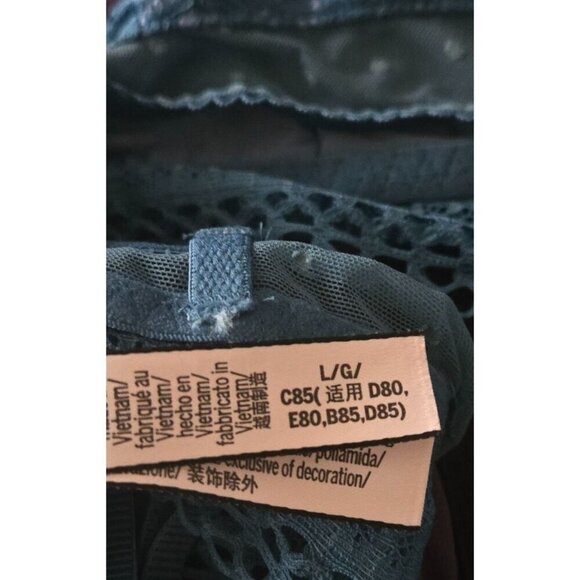 Vietnam/
fabriqué au
Vietnam/
hecho en
Vietnam/
fabbricato in
Vietnam/
越南制造
L/G/
C85( 适用 D80,
E80,B85,D85)
poliamida/
exclusive of decoration/
装饰除外